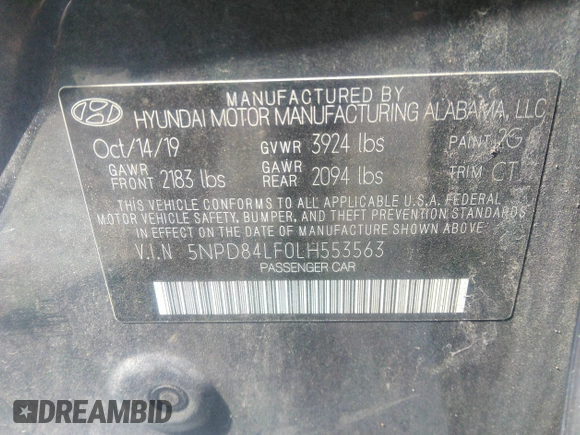 MANUFACTURED BY
HYUNDAI MOTOR MANUFACTURING ALABAMA, LLC
Oct/14/19 GVWR 3924 lbs PAINT 2G
GAWR FRONT 2183 lbs GAWR REAR 2094 lbs TRIM CT
THIS VEHICLE CONFORMS TO ALL APPLICABLE U.S.A. FEDERAL
MOTOR VEHICLE SAFETY, BUMPER, AND THEFT PREVENTION STANDARDS
IN EFFECT ON THE DATE OF MANUFACTURE SHOWN ABOVE
V.I.N 5NPD84LF0LH553563
PASSENGER CAR
DREAMBID